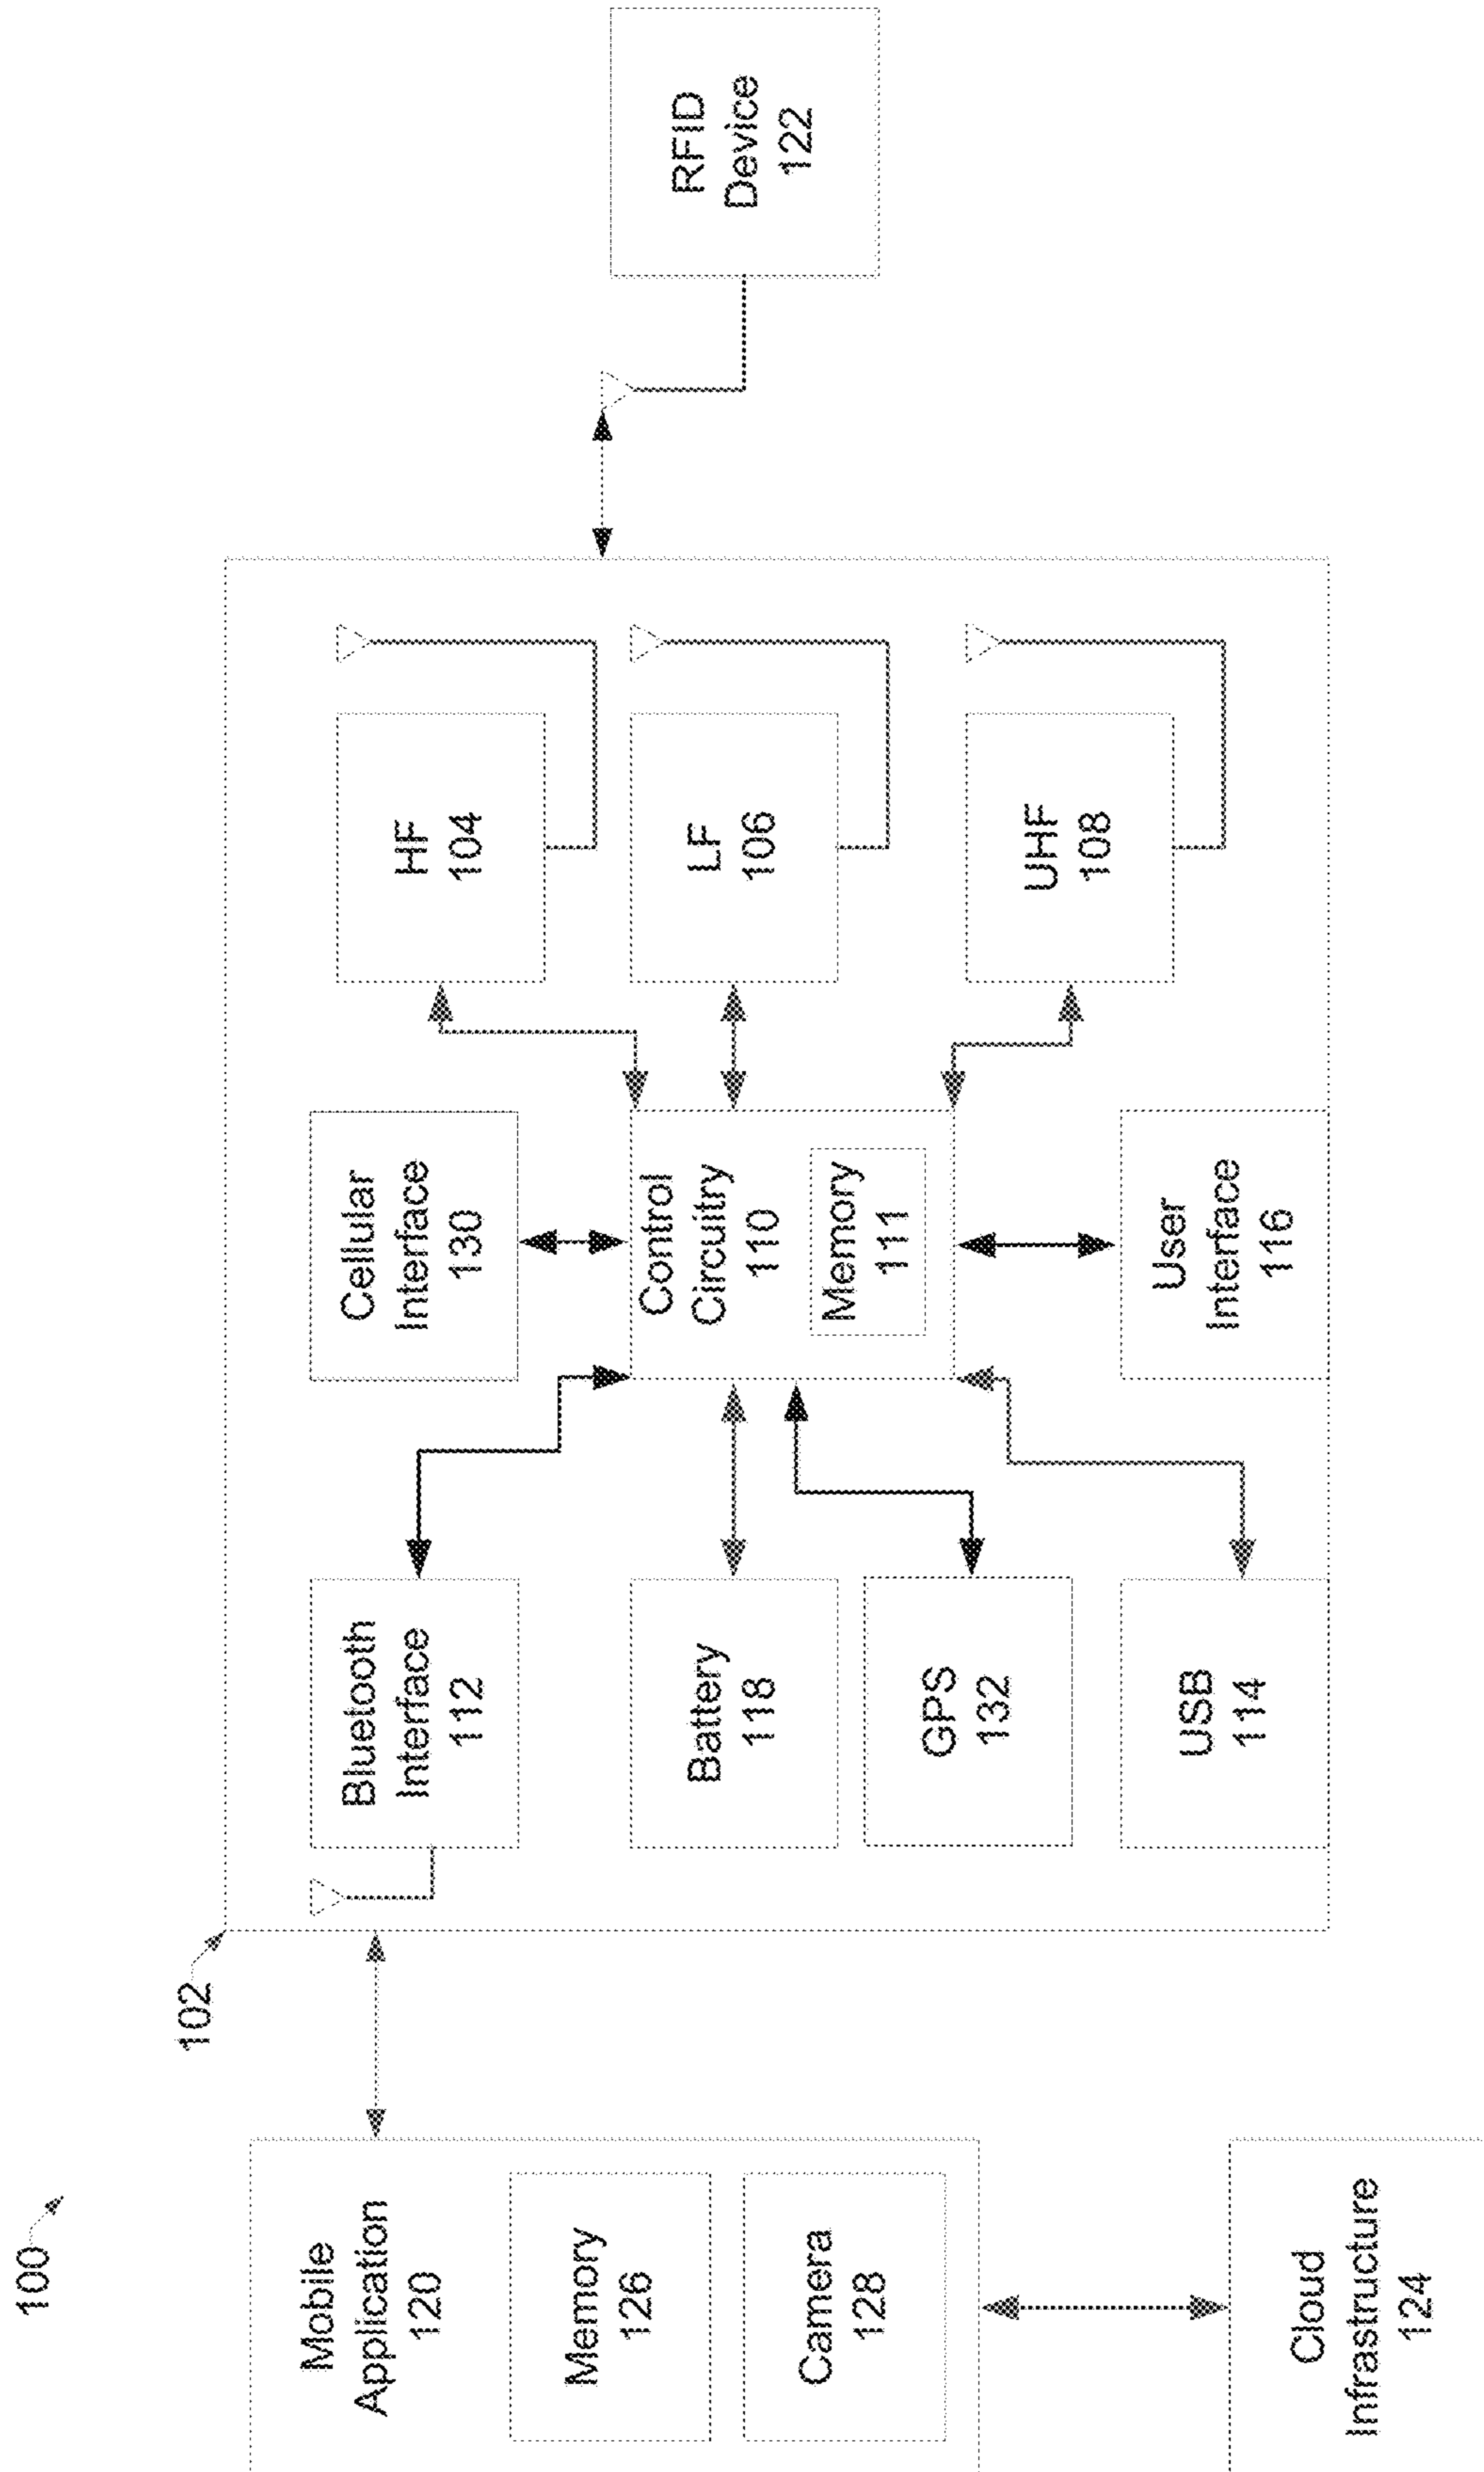 100
102
Mobile
Application
120
Memory
126
Camera
128
Cloud
Infrastructure
124
Bluetooth
Interface
112
Battery
118
GPS
132
USB
114
Cellular
Interface
130
Control
Circuitry
110
Memory
111
User
Interface
116
HF
104
LF
106
UHF
108
RFID
Device
122